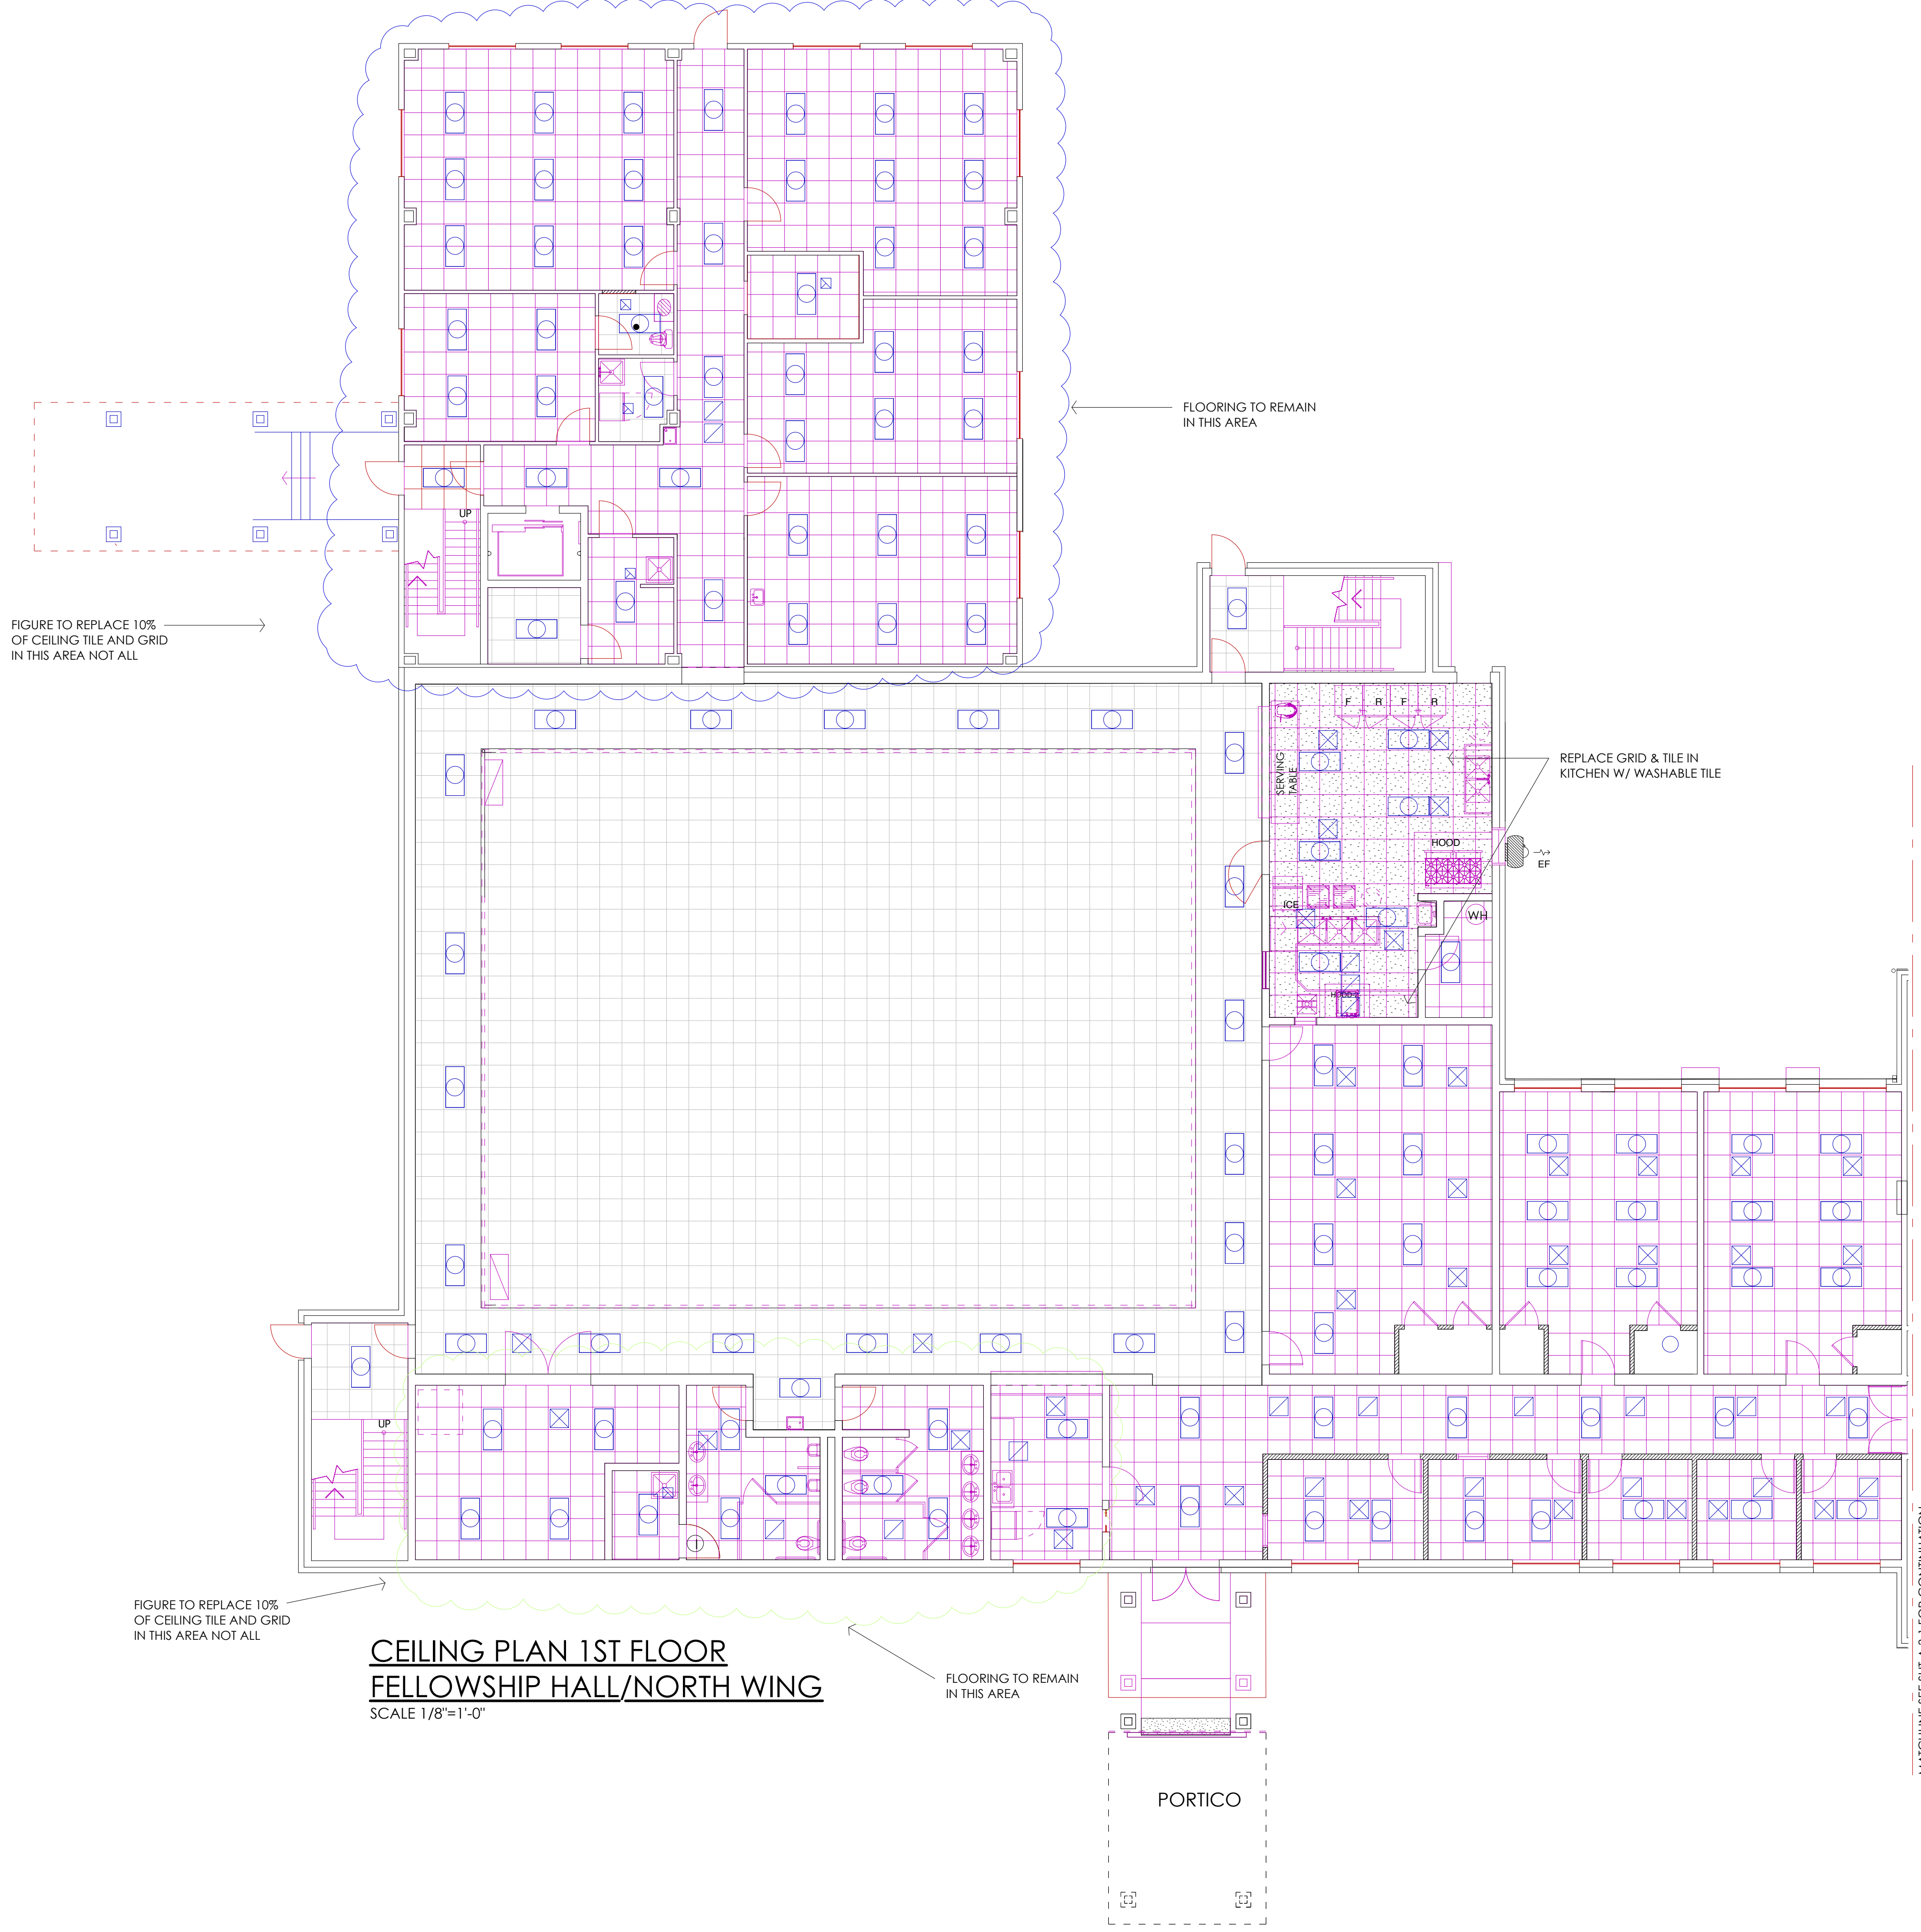 FLOORING TO REMAIN
IN THIS AREA
UP
FIGURE TO REPLACE 10%
OF CEILING TILE AND GRID
IN THIS AREA NOT ALL
F R F R
SERVING
TABLE
REPLACE GRID & TILE IN
KITCHEN W/ WASHABLE TILE
HOOD
EF
ICE
WH
HOOD-2
UP
FIGURE TO REPLACE 10%
OF CEILING TILE AND GRID
IN THIS AREA NOT ALL
CEILING PLAN 1ST FLOOR
FELLOWSHIP HALL/NORTH WING
SCALE 1/8"=1'-0"
FLOORING TO REMAIN
IN THIS AREA
PORTICO